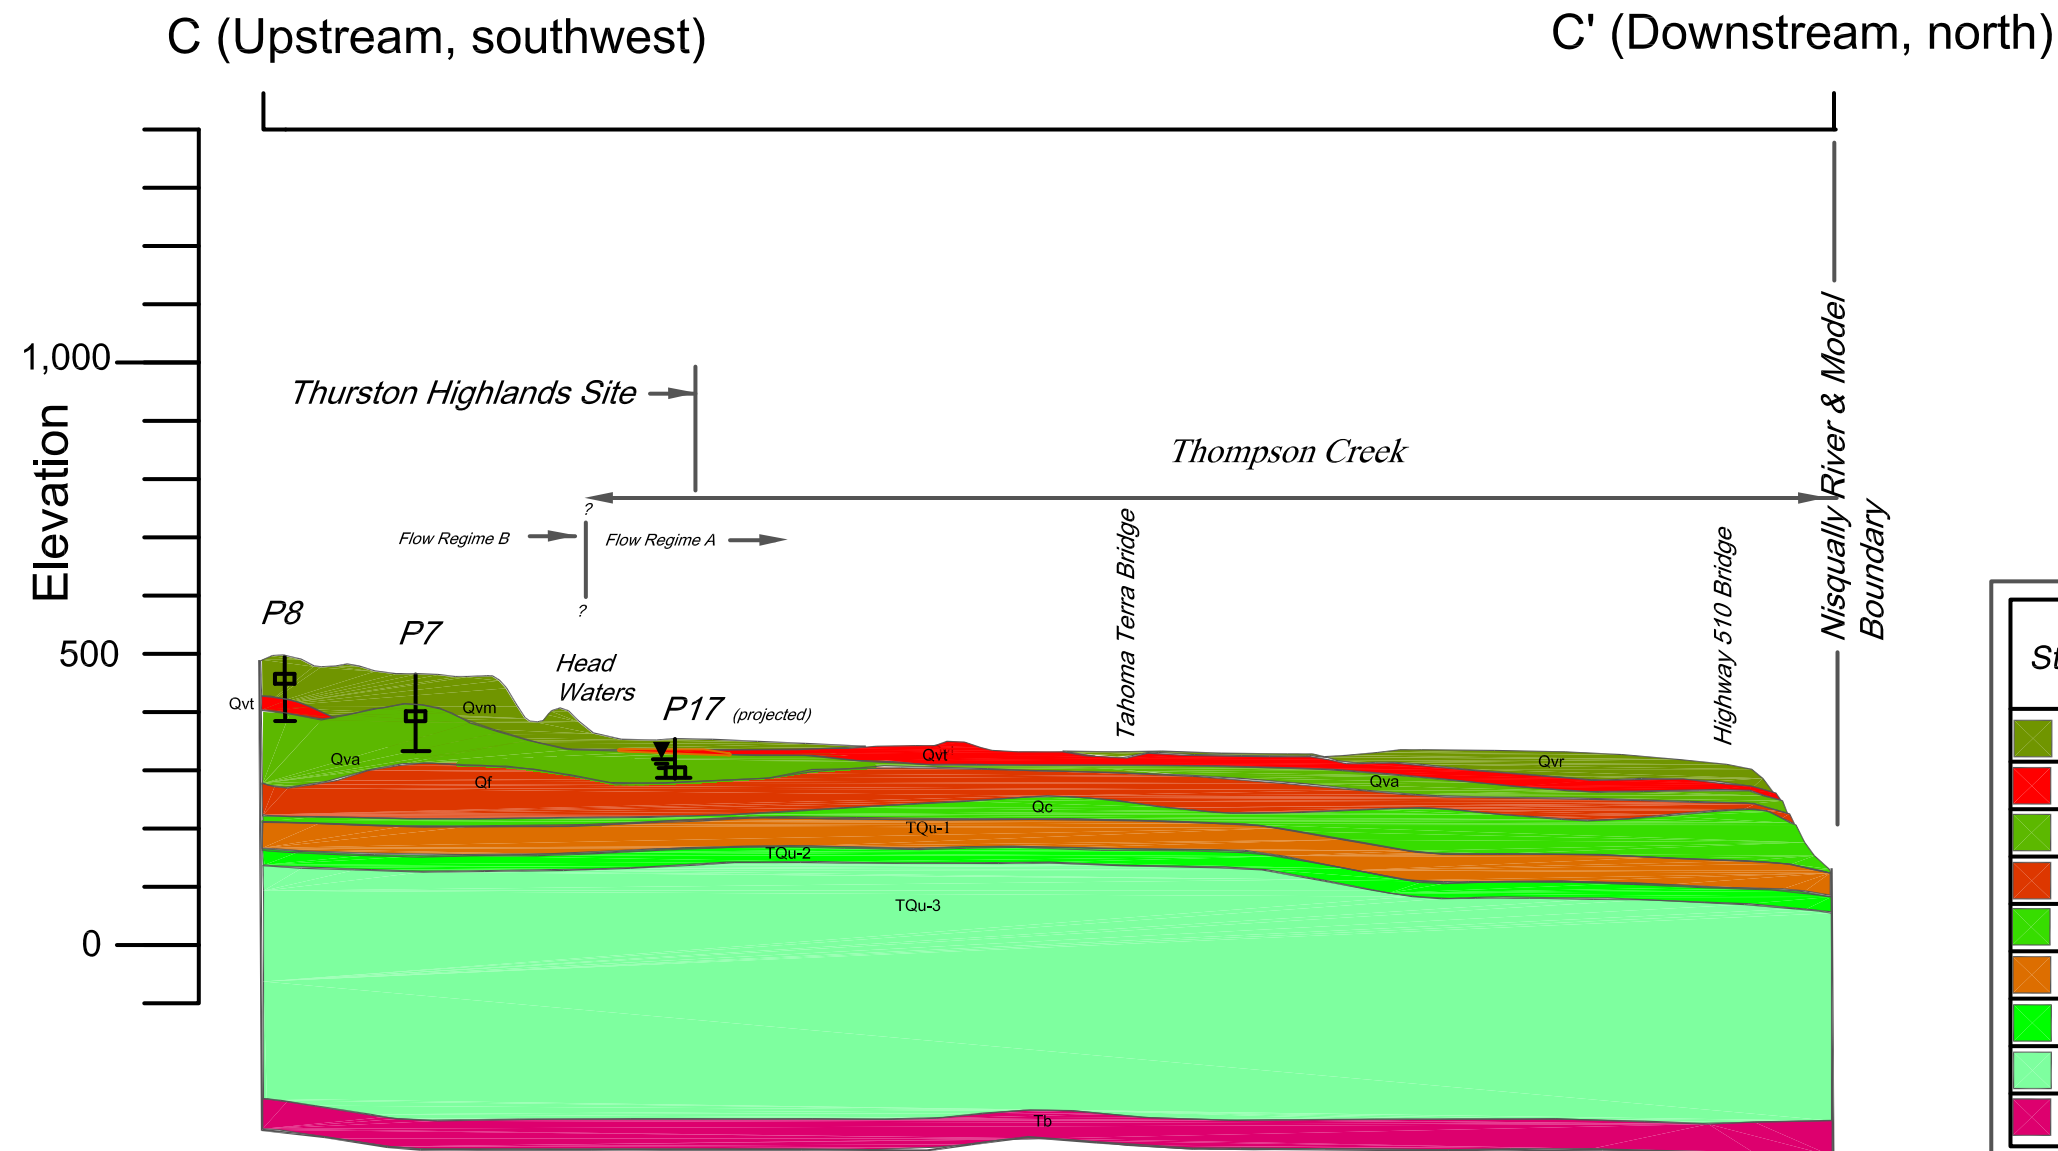 C (Upstream, southwest)
C' (Downstream, north)
1,000
500
0
Elevation
Thurston Highlands Site
Thompson Creek
?
Flow Regime B
Flow Regime A
?
P8
P7
Head
Waters
P17 (projected)
Tahoma Terra Bridge
Highway 510 Bridge
Nisqually River & Model
Boundary
Qvt
Qvm
Qva
Qf
Qvt
Qvr
Qva
Qc
TQu-1
TQu-2
TQu-3
Tb
St